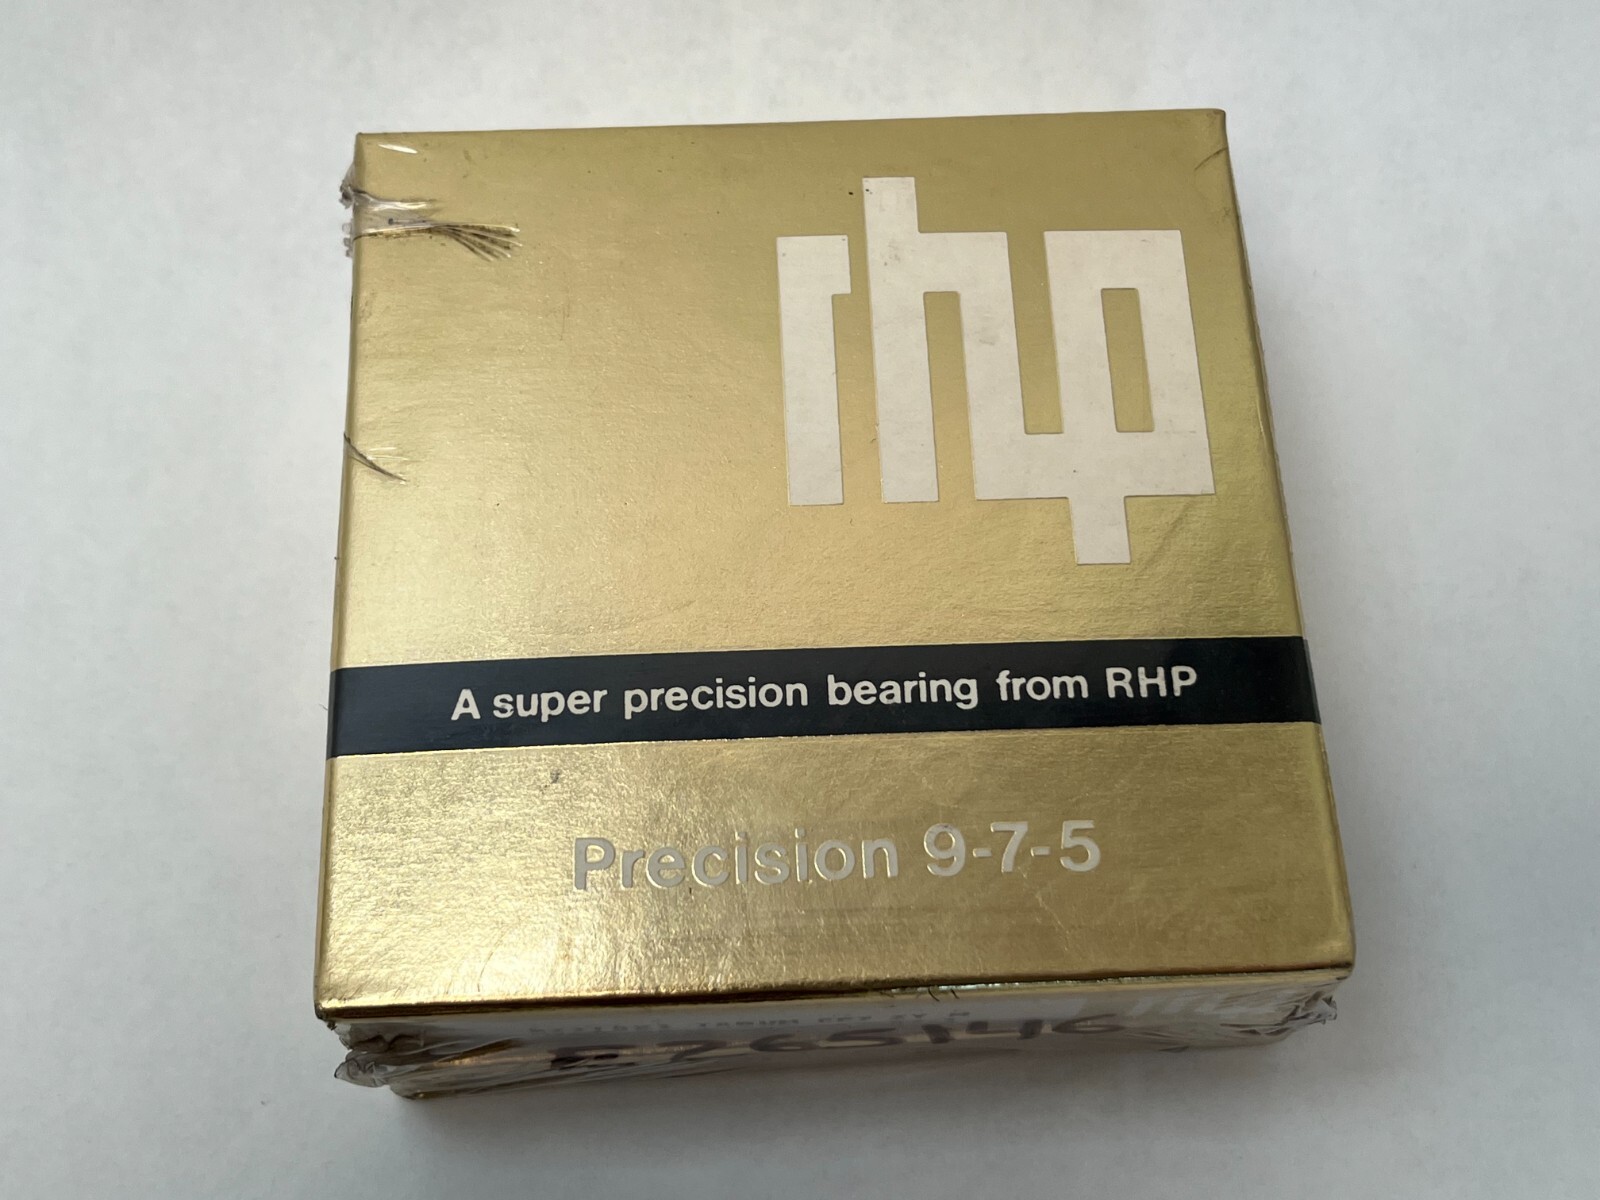 rhp
A super precision bearing from RHP
Precision 9-7-5